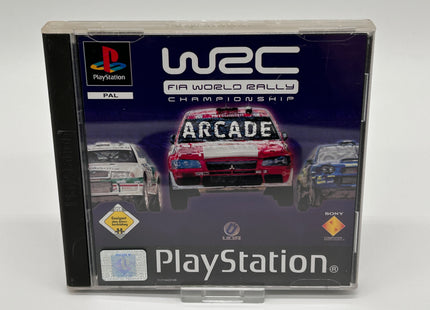 PlayStation
PAL
WRC
FIA WORLD RALLY
CHAMPIONSHIP
ARCADE
SONY
PlayStation®